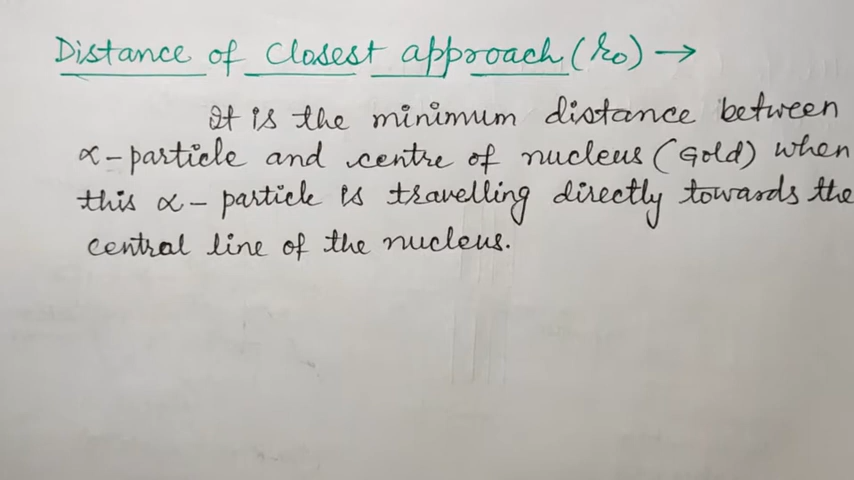 Distance of Closest approach (r₀) →
It is the minimum distance between
α-particle and centre of nucleus (Gold) when
this α-particle is travelling directly towards the
central line of the nucleus.